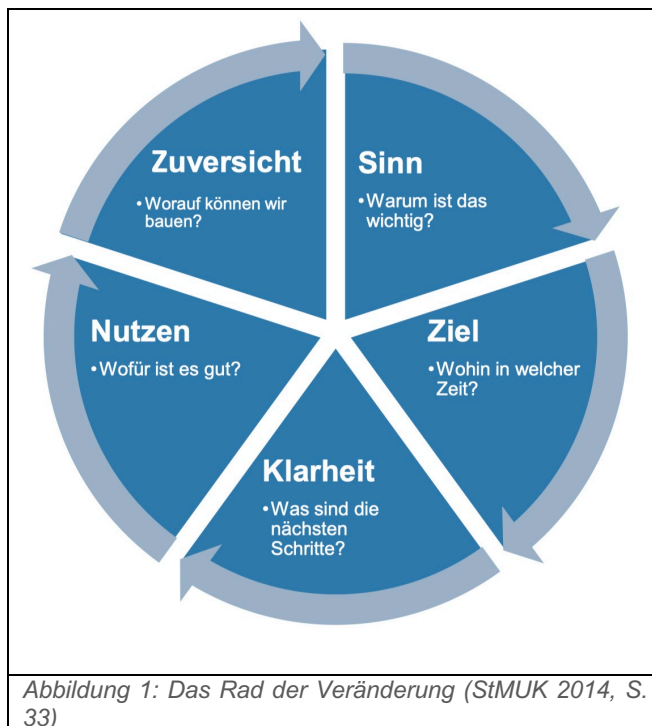 Zuversicht
•Worauf können wir
bauen?
Sinn
•Warum ist das
wichtig?
Nutzen
•Wofür ist es gut?
Ziel
•Wohin in welcher
Zeit?
Klarheit
•Was sind die
nächsten
Schritte?
Abbildung 1: Das Rad der Veränderung (StMUK 2014, S.
33)